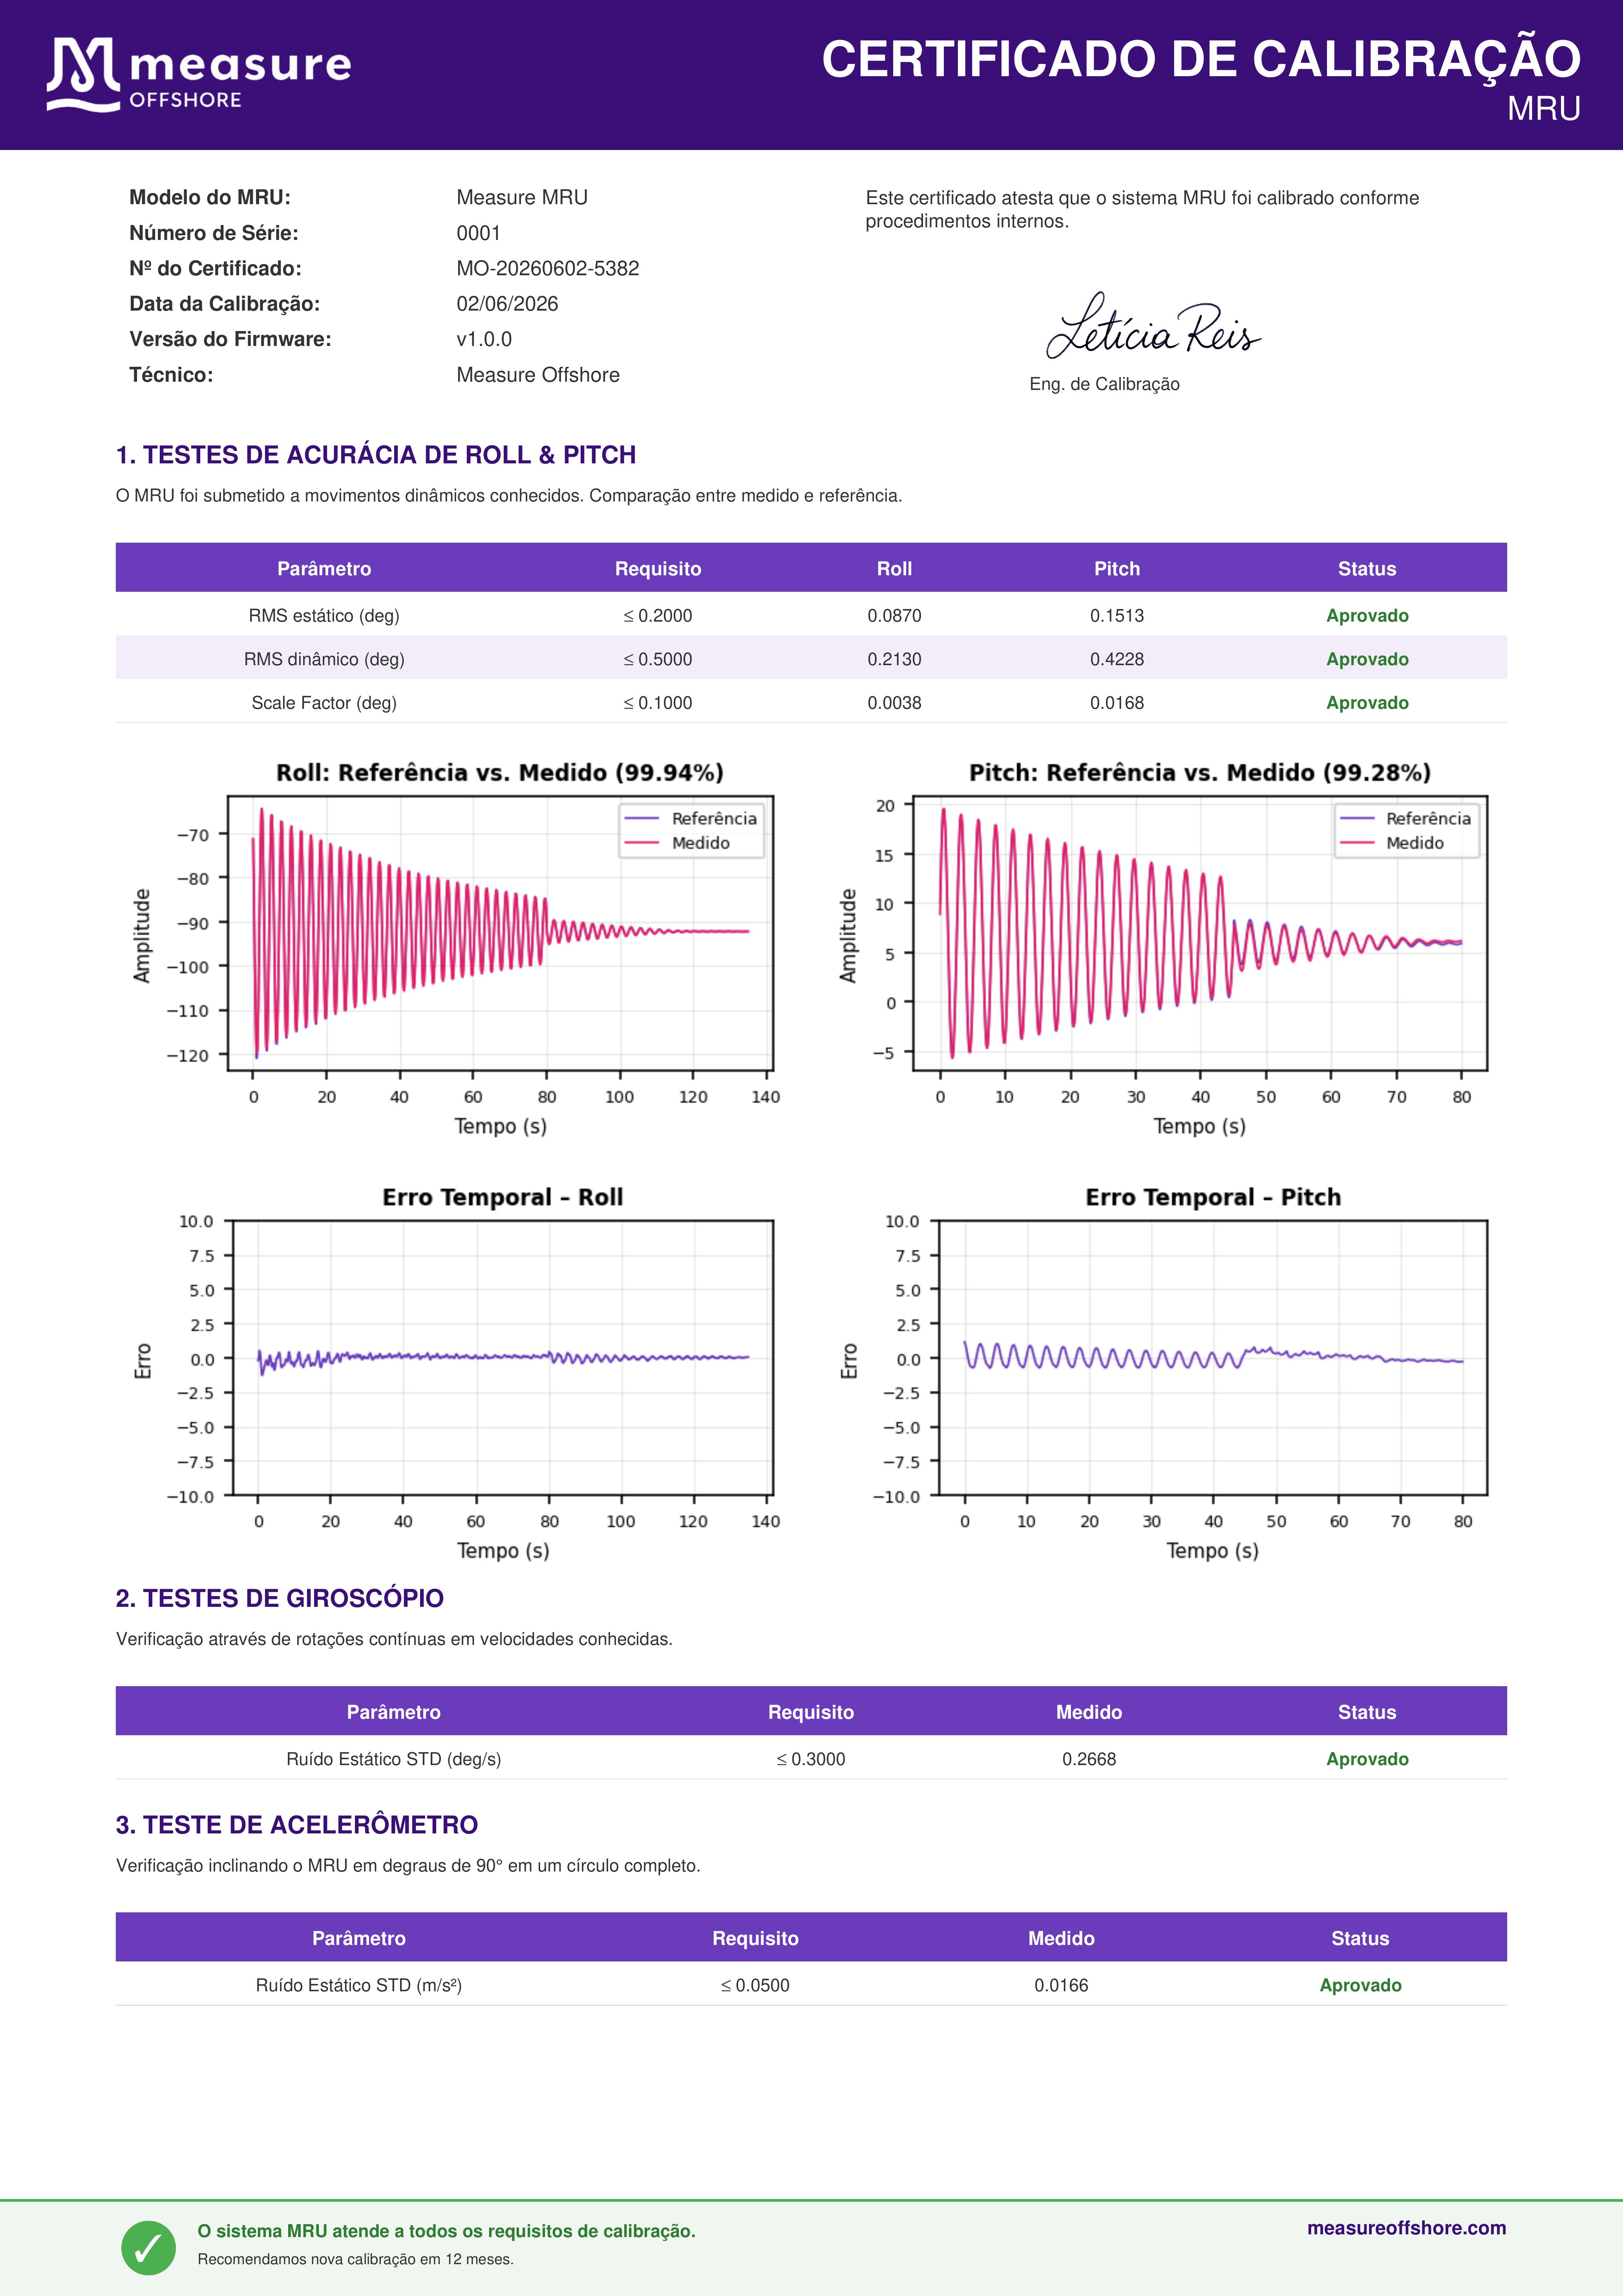 measure
OFFSHORE
CERTIFICADO DE CALIBRAÇÃO
MRU
Modelo do MRU: Measure MRU
Número de Série: 0001
Nº do Certificado: MO-20260602-5382
Data da Calibração: 02/06/2026
Versão do Firmware: v1.0.0
Técnico: Measure Offshore
Este certificado atesta que o sistema MRU foi calibrado conforme
procedimentos internos.
Letícia Reis
Eng. de Calibração
1. TESTES DE ACURÁCIA DE ROLL & PITCH
O MRU foi submetido a movimentos dinâmicos conhecidos. Comparação entre medido e referência.
Parâmetro Requisito Roll Pitch Status
RMS estático (deg) ≤ 0.2000 0.0870 0.1513 Aprovado
RMS dinâmico (deg) ≤ 0.5000 0.2130 0.4228 Aprovado
Scale Factor (deg) ≤ 0.1000 0.0038 0.0168 Aprovado
Roll: Referência vs. Medido (99.94%)
Referência
Medido
Amplitude
−70
−80
−90
−100
−110
−120
0 20 40 60 80 100 120 140
Tempo (s)
Pitch: Referência vs. Medido (99.28%)
Referência
Medido
Amplitude
20
15
10
5
0
−5
0 10 20 30 40 50 60 70 80
Tempo (s)
Erro Temporal – Roll
Erro
10.0
7.5
5.0
2.5
0.0
−2.5
−5.0
−7.5
−10.0
0 20 40 60 80 100 120 140
Tempo (s)
Erro Temporal – Pitch
Erro
10.0
7.5
5.0
2.5
0.0
−2.5
−5.0
−7.5
−10.0
0 10 20 30 40 50 60 70 80
Tempo (s)
2. TESTES DE GIROSCÓPIO
Verificação através de rotações contínuas em velocidades conhecidas.
Parâmetro Requisito Medido Status
Ruído Estático STD (deg/s) ≤ 0.3000 0.2668 Aprovado
3. TESTE DE ACELERÔMETRO
Verificação inclinando o MRU em degraus de 90° em um círculo completo.
Parâmetro Requisito Medido Status
Ruído Estático STD (m/s²) ≤ 0.0500 0.0166 Aprovado
O sistema MRU atende a todos os requisitos de calibração.
Recomendamos nova calibração em 12 meses.
measureoffshore.com